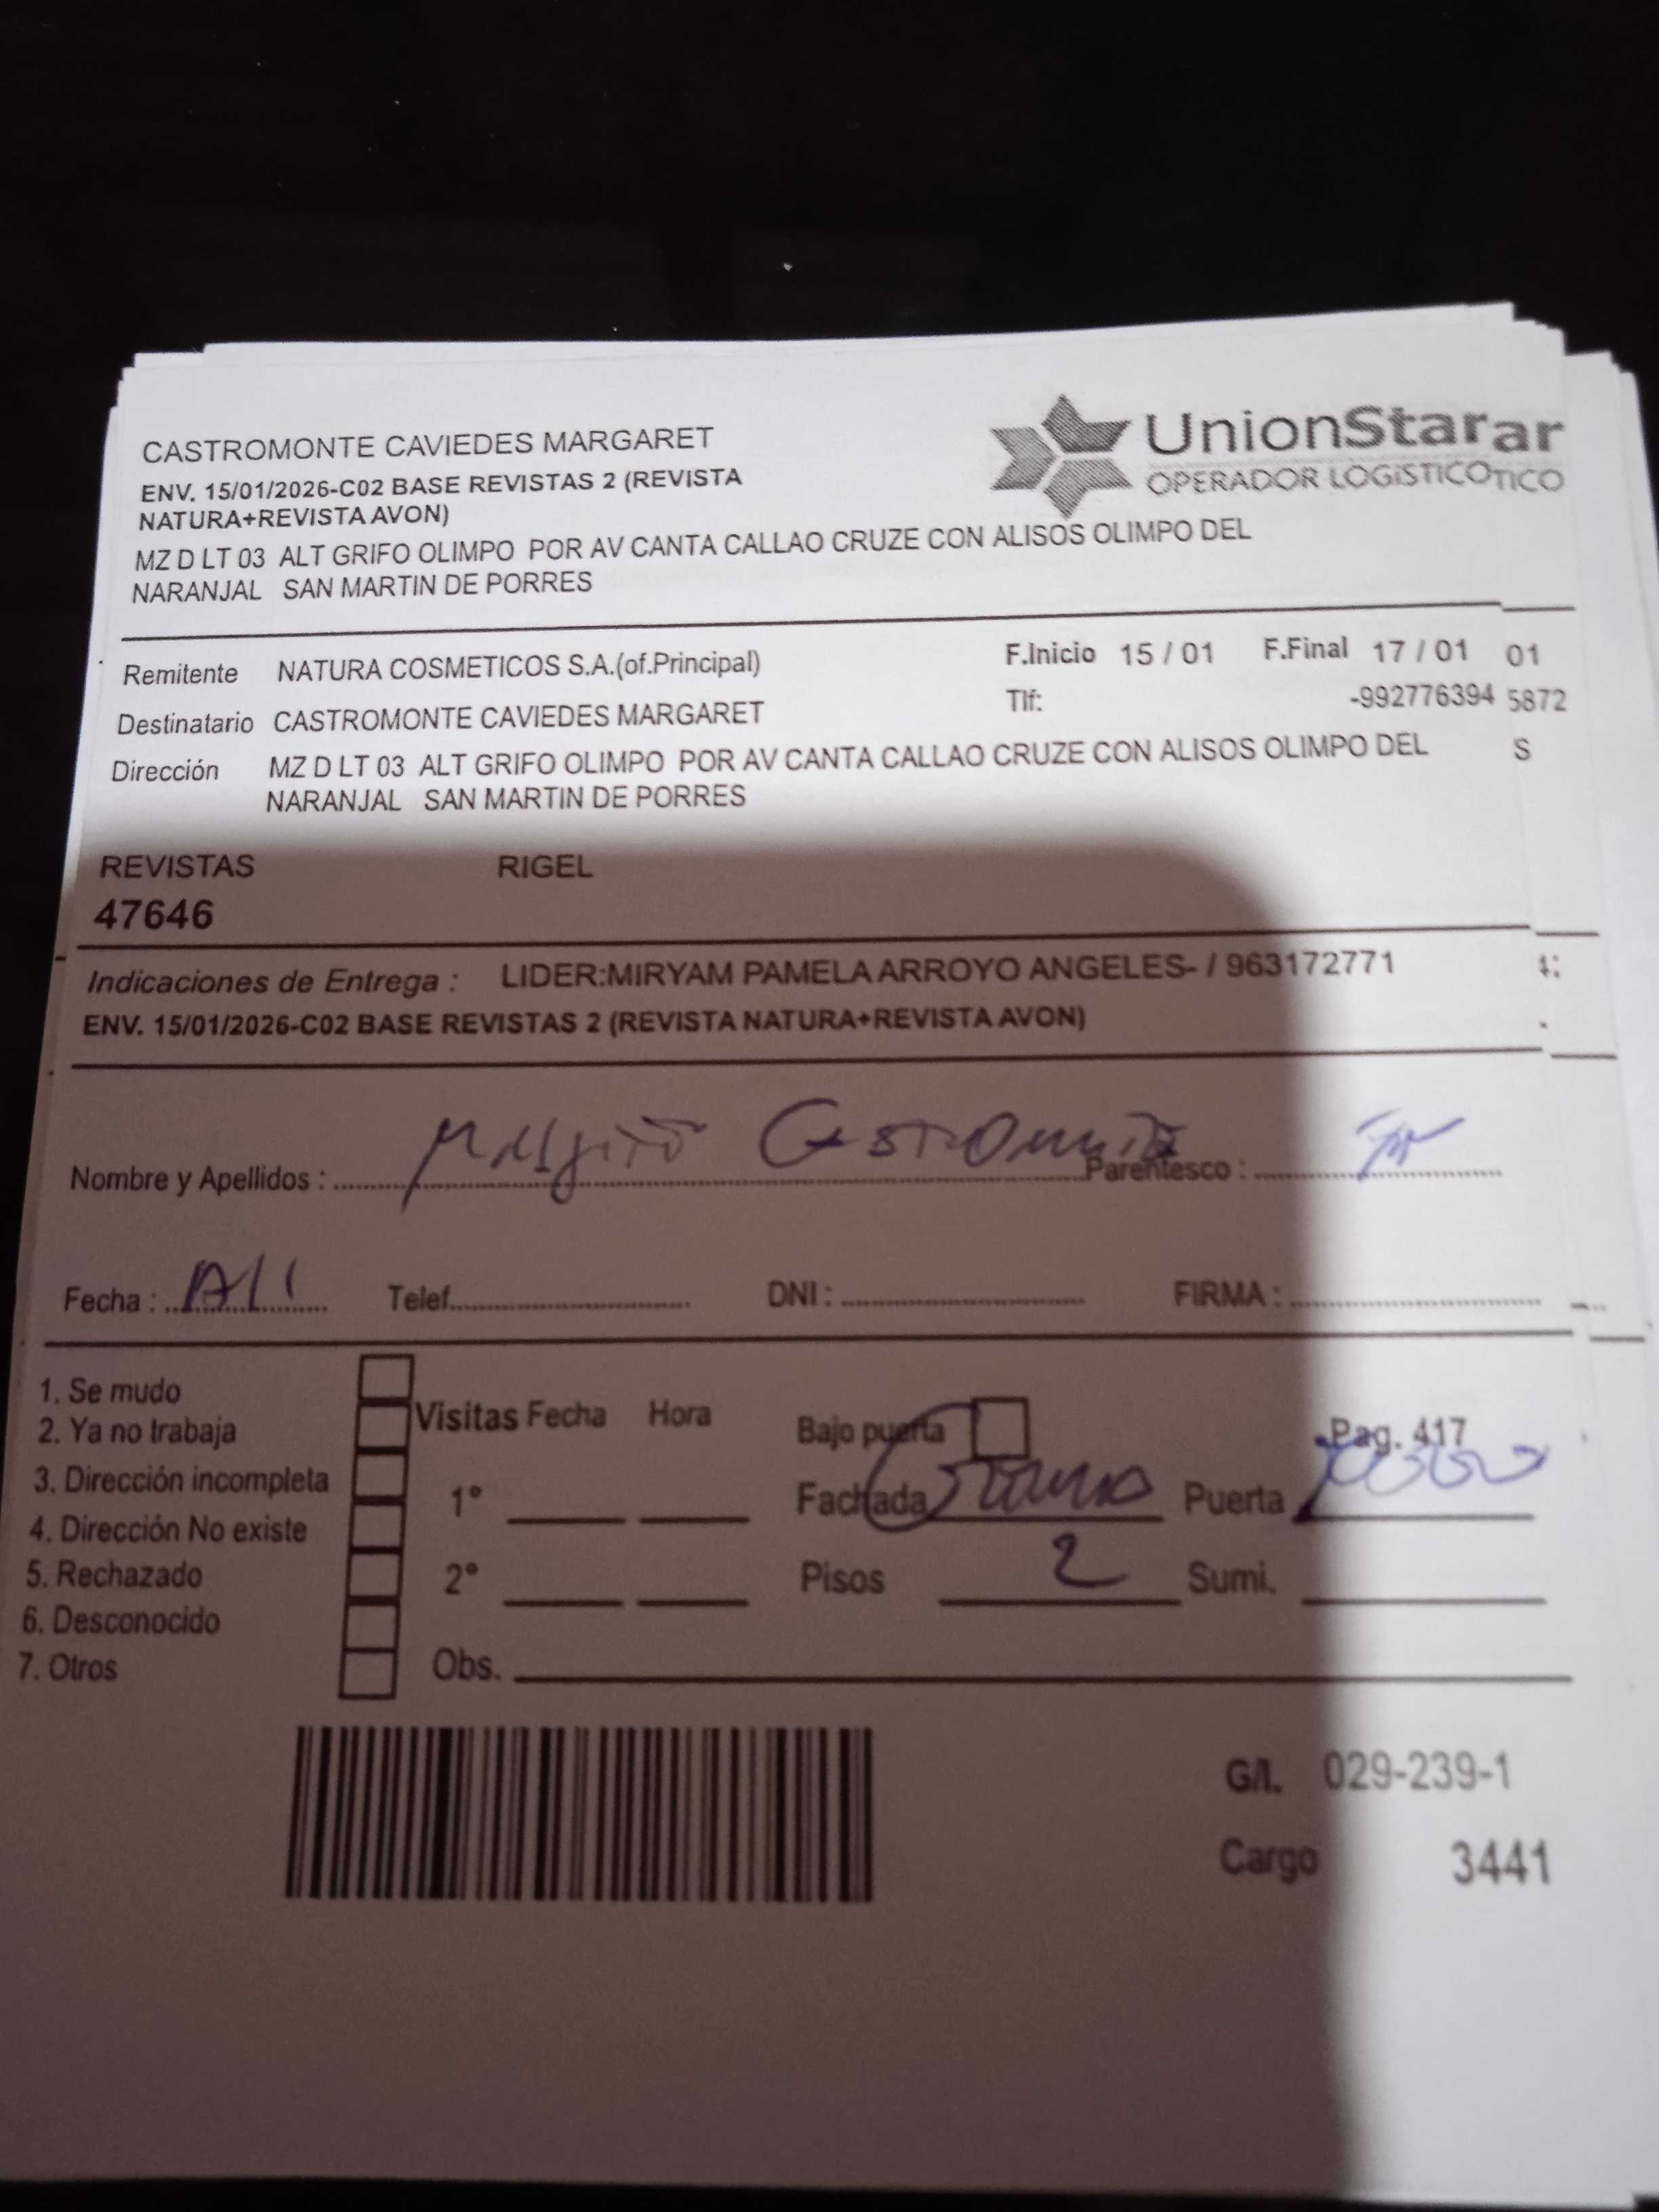 CASTROMONTE CAVIEDES MARGARET
ENV. 15/01/2026-C02 BASE REVISTAS 2 (REVISTA
NATURA+REVISTA AVON)
MZ D LT 03 ALT GRIFO OLIMPO POR AV CANTA CALLAO CRUZE CON ALISOS OLIMPO DEL
NARANJAL SAN MARTIN DE PORRES
UnionStar ar
OPERADOR LOGISTICO TICO
Remitente NATURA COSMETICOS S.A.(of.Principal) F.Inicio 15 / 01 F.Final 17 / 01 01
Destinatario CASTROMONTE CAVIEDES MARGARET Tlf: -992776394 5872
Dirección MZ D LT 03 ALT GRIFO OLIMPO POR AV CANTA CALLAO CRUZE CON ALISOS OLIMPO DEL S
NARANJAL SAN MARTIN DE PORRES
REVISTAS RIGEL
47646
Indicaciones de Entrega : LIDER:MIRYAM PAMELA ARROYO ANGELES- / 963172771
ENV. 15/01/2026-C02 BASE REVISTAS 2 (REVISTA NATURA+REVISTA AVON)
Nombre y Apellidos : Parentesco :
Fecha : Telef. DNI : FIRMA :
1. Se mudo
2. Ya no trabaja
3. Dirección incompleta
4. Dirección No existe
5. Rechazado
6. Desconocido
7. Otros
Visitas Fecha Hora
1°
2°
Obs.
Bajo puerta Pag. 417
Fachada Puerta
Pisos 2 Sumi.
G/L 029-239-1
Cargo 3441